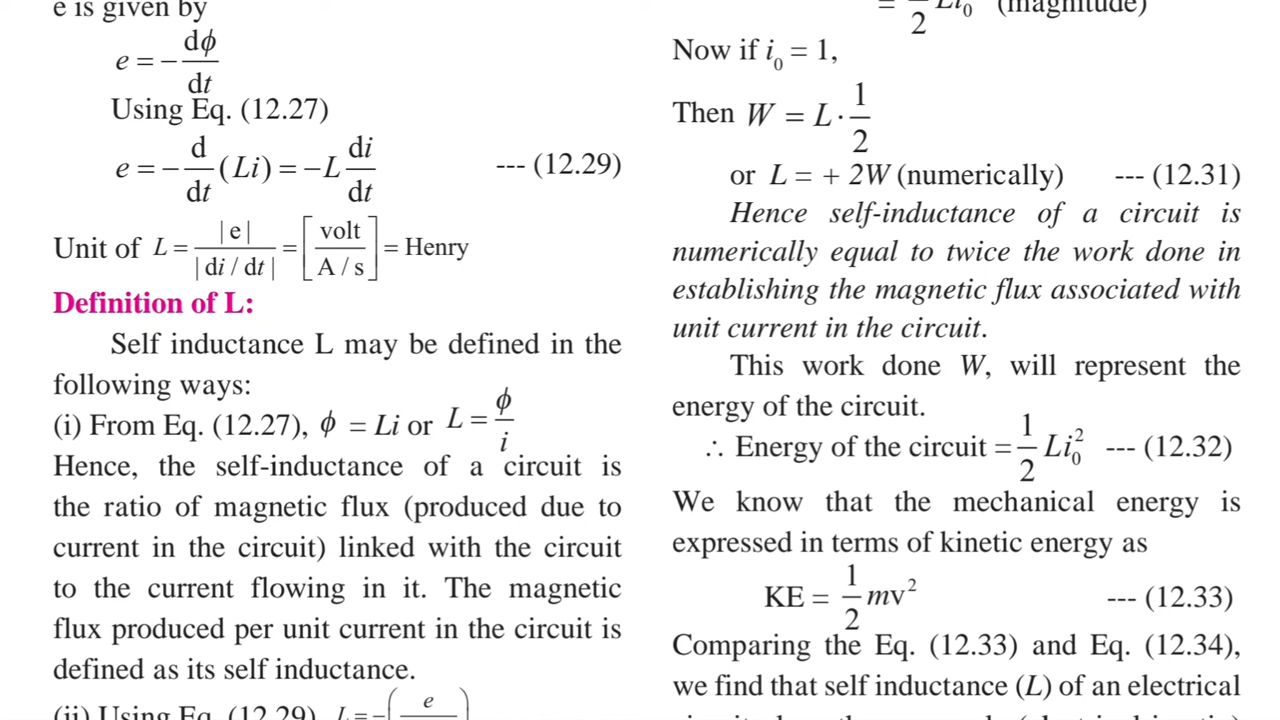 e is given by
e = − dϕ/dt
Using Eq. (12.27)
e = − d/dt (Li) = −L di/dt --- (12.29)
Unit of L = |e| / |di / dt| = [volt / A / s] = Henry
Definition of L:
Self inductance L may be defined in the
following ways:
(i) From Eq. (12.27), ϕ = Li or L = ϕ/i
Hence, the self-inductance of a circuit is
the ratio of magnetic flux (produced due to
current in the circuit) linked with the circuit
to the current flowing in it. The magnetic
flux produced per unit current in the circuit is
defined as its self inductance.
(ii) Using Eq. (12.29), L = −( e
2 Li₀ (magnitude)
Now if i₀ = 1,
Then W = L · 1/2
or L = + 2W (numerically) --- (12.31)
Hence self-inductance of a circuit is
numerically equal to twice the work done in
establishing the magnetic flux associated with
unit current in the circuit.
This work done W, will represent the
energy of the circuit.
∴ Energy of the circuit = 1/2 Li₀² --- (12.32)
We know that the mechanical energy is
expressed in terms of kinetic energy as
KE = 1/2 mv² --- (12.33)
Comparing the Eq. (12.33) and Eq. (12.34),
we find that self inductance (L) of an electrical